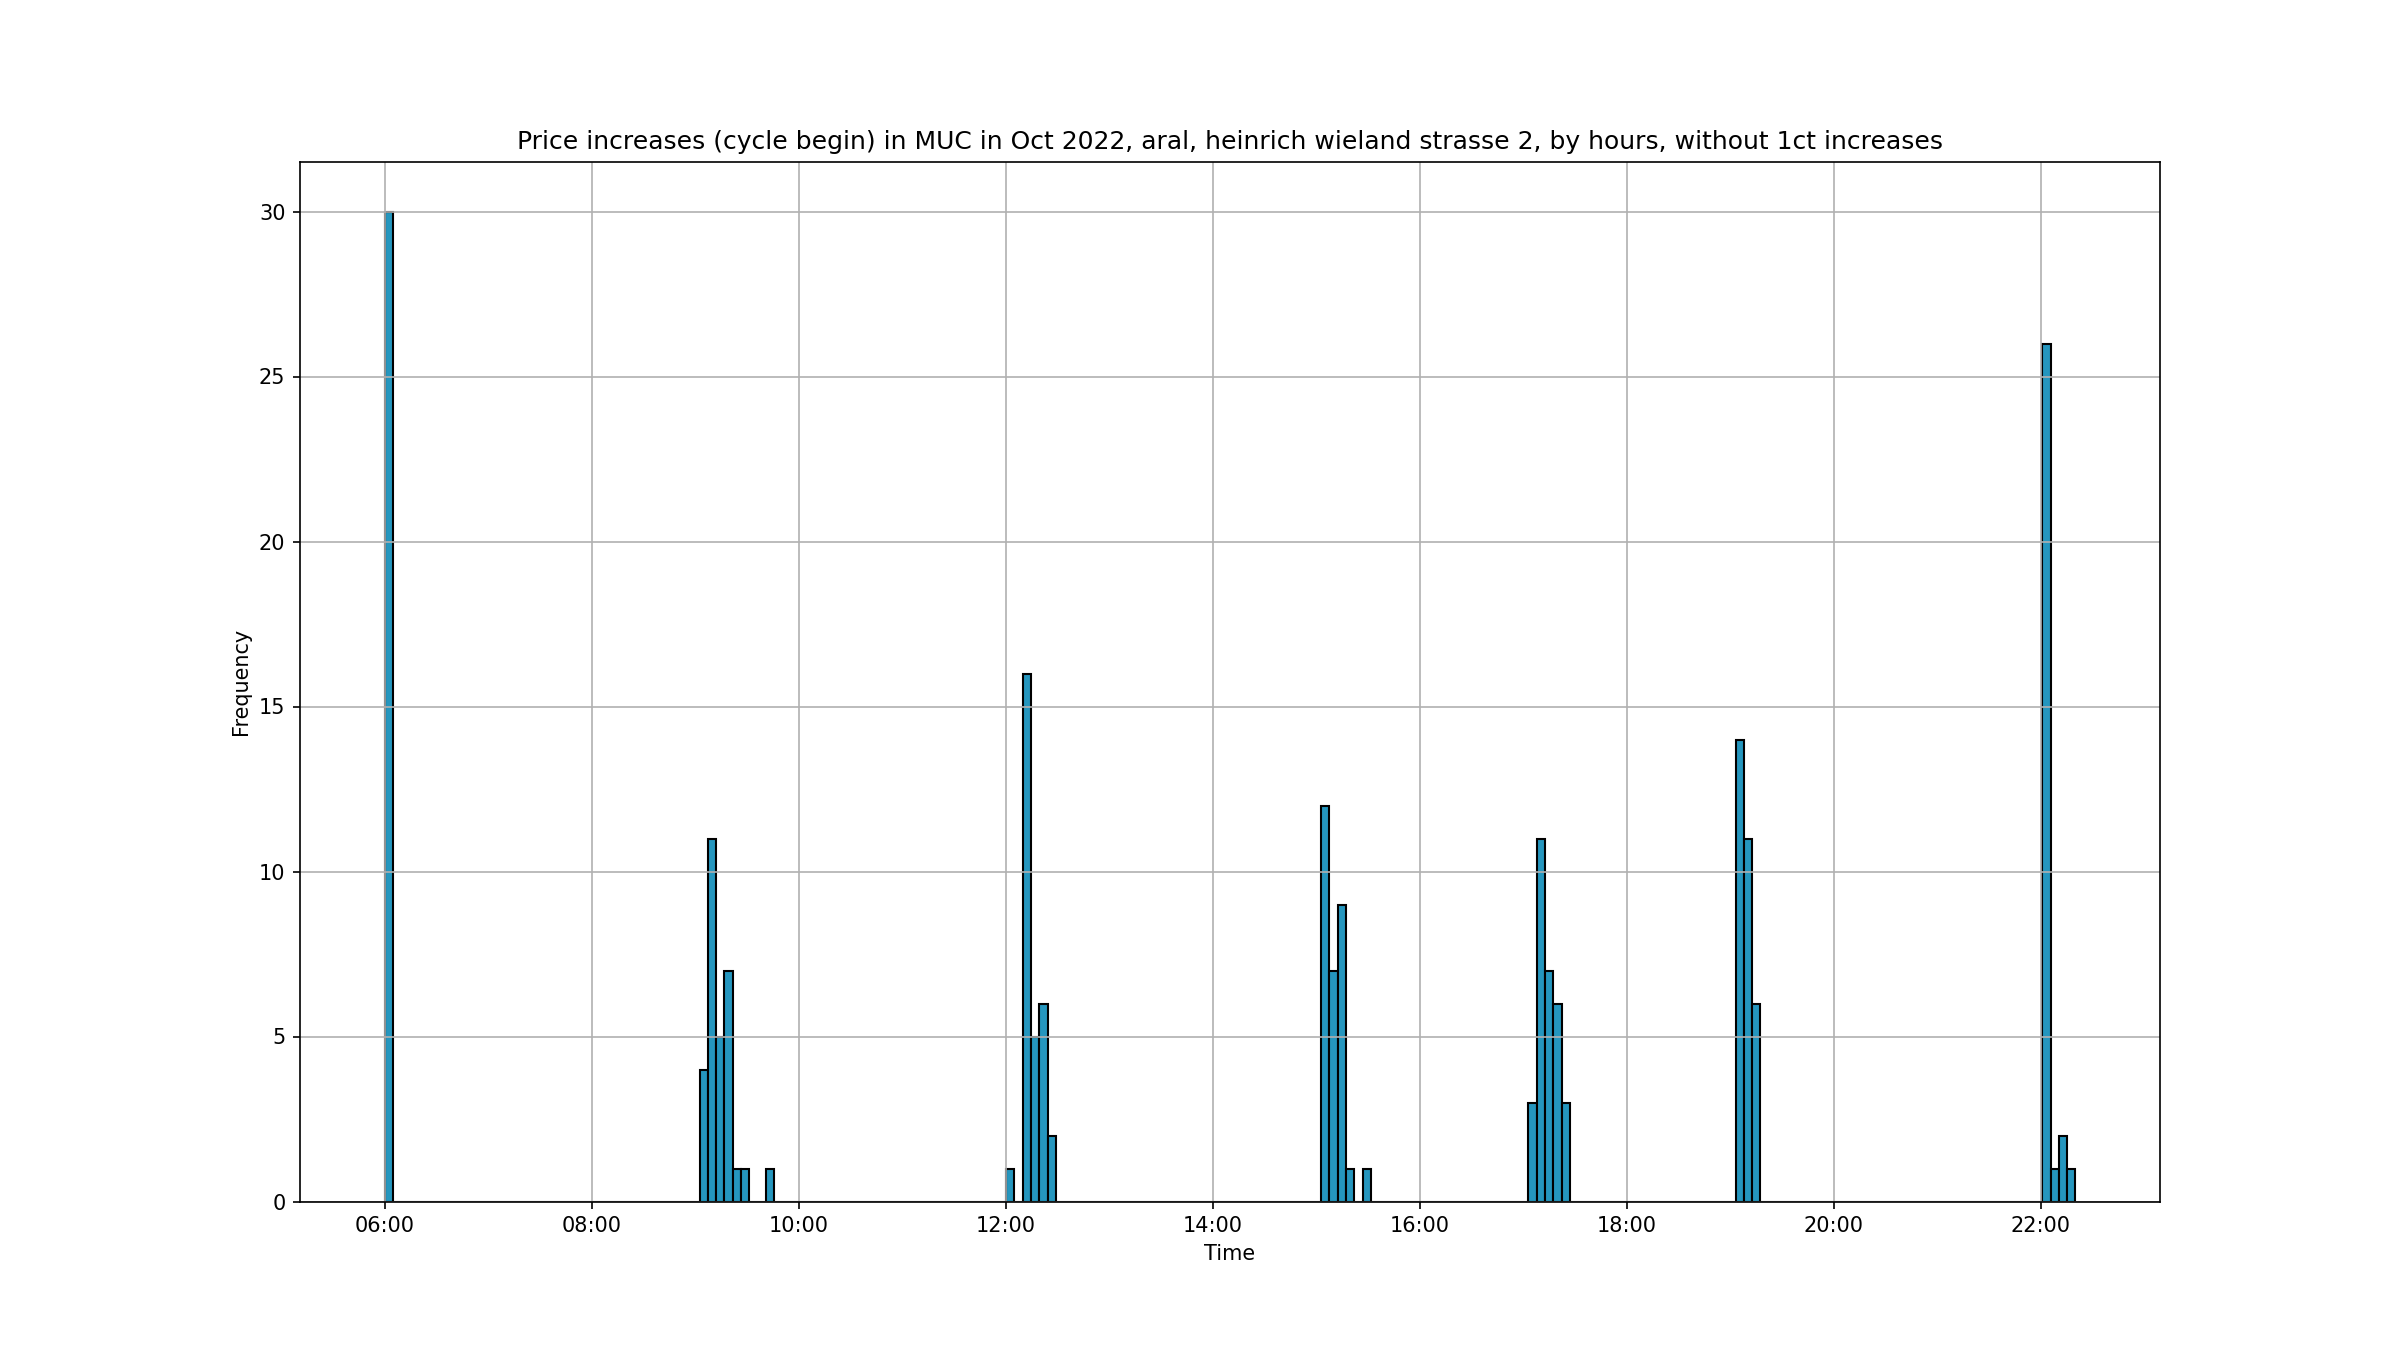 Price increases (cycle begin) in MUC in Oct 2022, aral, heinrich wieland strasse 2, by hours, without 1ct increases
30
25
20
15
10
5
0
Frequency
06:00 08:00 10:00 12:00 14:00 16:00 18:00 20:00 22:00
Time